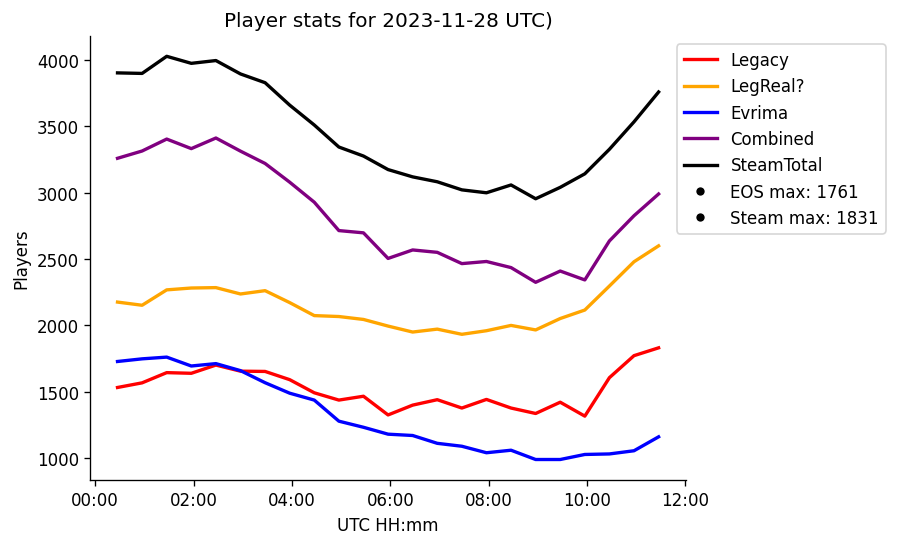 Player stats for 2023-11-28 UTC)
4000
3500
3000
2500
2000
1500
1000
Players
00:00 02:00 04:00 06:00 08:00 10:00 12:00
UTC HH:mm
Legacy
LegReal?
Evrima
Combined
SteamTotal
EOS max: 1761
Steam max: 1831